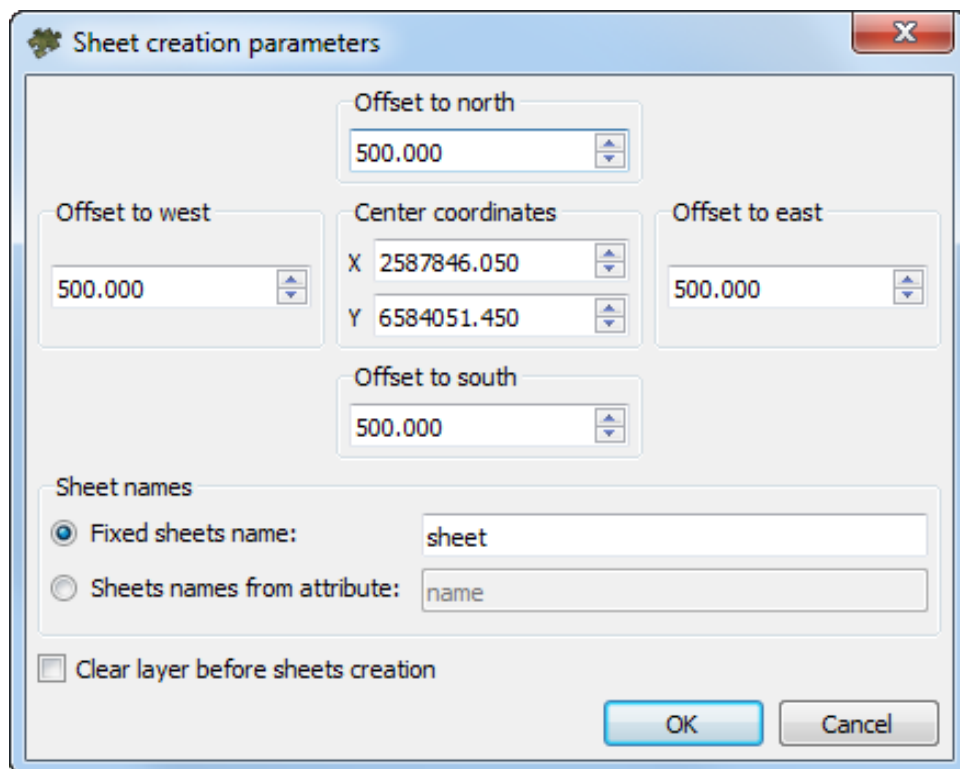 Sheet creation parameters
Offset to north
500.000
Offset to west
Center coordinates
Offset to east
500.000
X 2587846.050
Y 6584051.450
500.000
Offset to south
500.000
Sheet names
Fixed sheets name: sheet
Sheets names from attribute: name
Clear layer before sheets creation
OK
Cancel